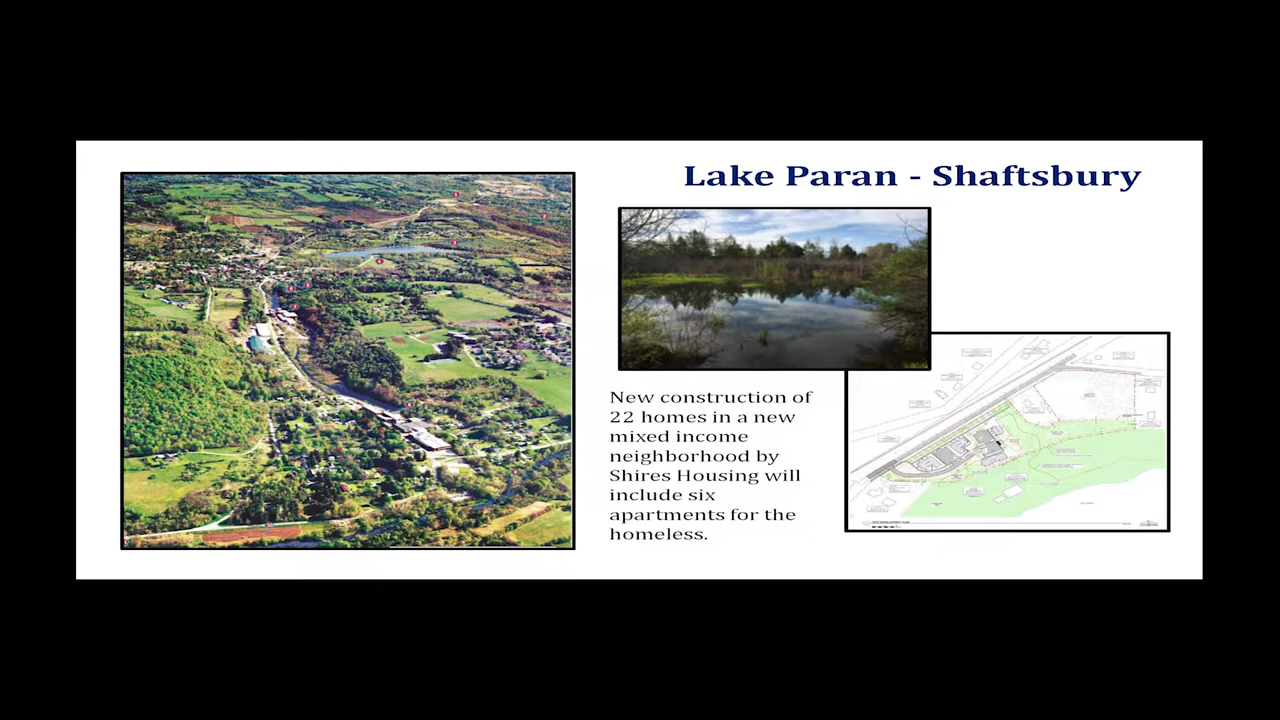 Lake Paran - Shaftsbury
New construction of
22 homes in a new
mixed income
neighborhood by
Shires Housing will
include six
apartments for the
homeless.